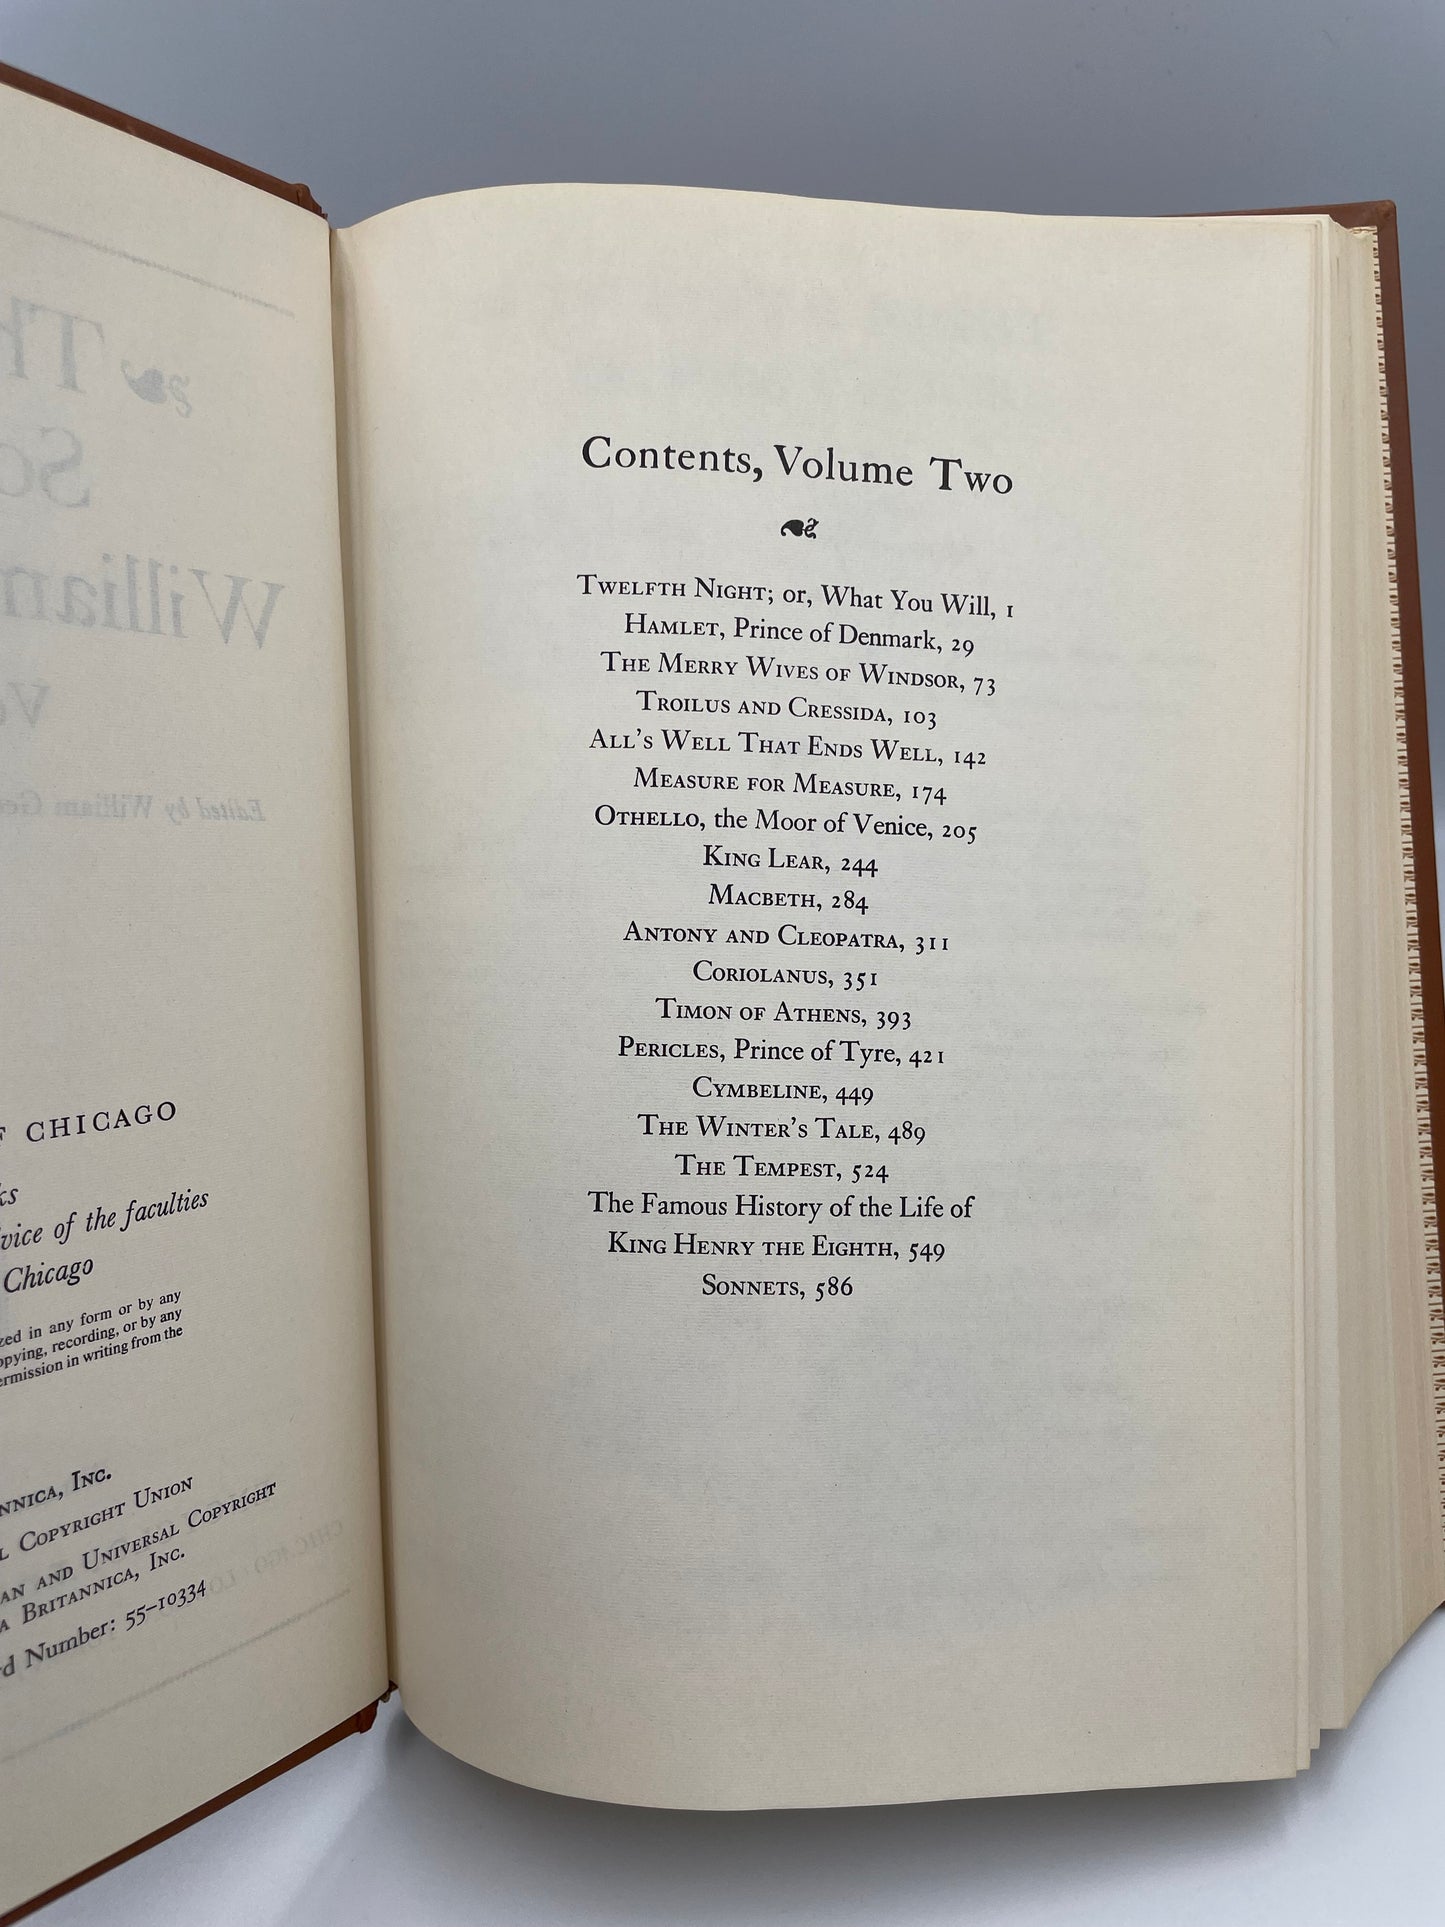 F CHICAGO
vice of the faculties
Chicago
zed in any form or by any
opying, recording, or by any
ermission in writing from the
NNICA, INC.
L COPYRIGHT UNION
AN AND UNIVERSAL COPYRIGHT
A BRITANNICA, INC.
rd Number: 55-10334
Contents, Volume Two
TWELFTH NIGHT; or, What You Will, 1
HAMLET, Prince of Denmark, 29
THE MERRY WIVES OF WINDSOR, 73
TROILUS AND CRESSIDA, 103
ALL'S WELL THAT ENDS WELL, 142
MEASURE FOR MEASURE, 174
OTHELLO, the Moor of Venice, 205
KING LEAR, 244
MACBETH, 284
ANTONY AND CLEOPATRA, 311
CORIOLANUS, 351
TIMON OF ATHENS, 393
PERICLES, Prince of Tyre, 421
CYMBELINE, 449
THE WINTER'S TALE, 489
THE TEMPEST, 524
The Famous History of the Life of
KING HENRY THE EIGHTH, 549
SONNETS, 586